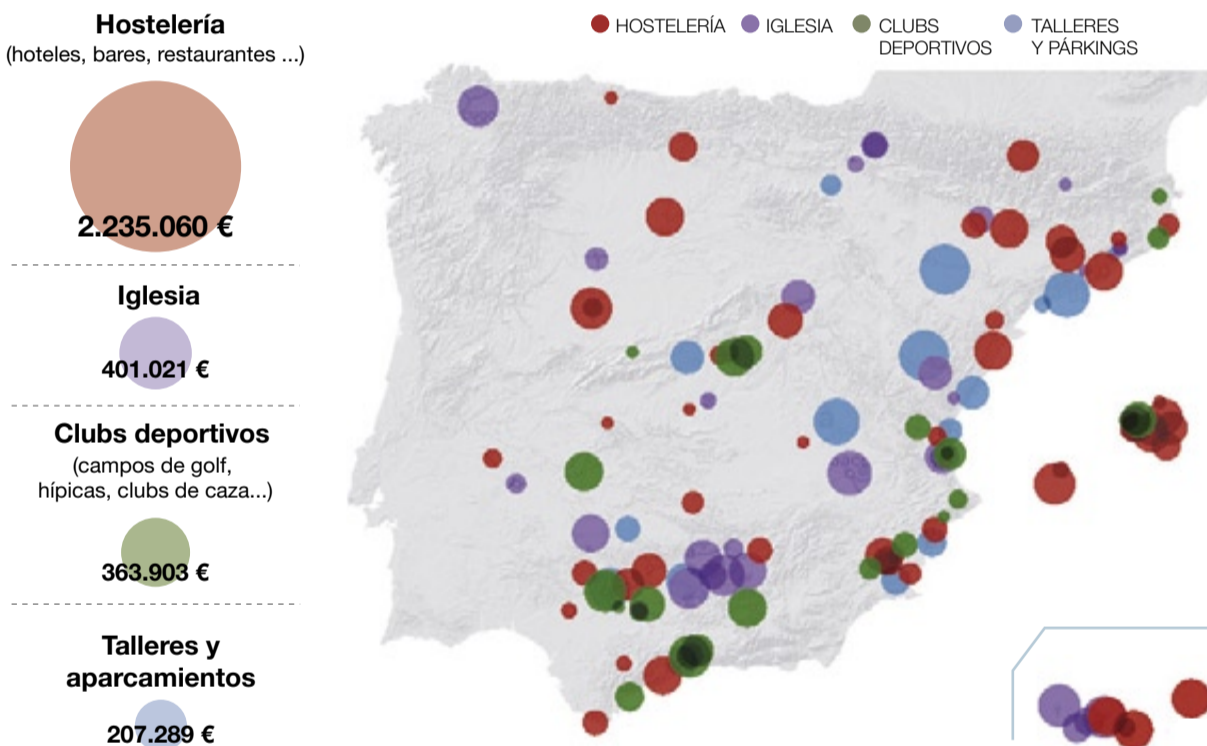 Hostelería
(hoteles, bares, restaurantes ...)
2.235.060 €
Iglesia
401.021 €
Clubs deportivos
(campos de golf,
hípicas, clubs de caza...)
363.903 €
Talleres y
aparcamientos
207.289 €
HOSTELERÍA
IGLESIA
CLUBS
DEPORTIVOS
TALLERES
Y PÁRKINGS